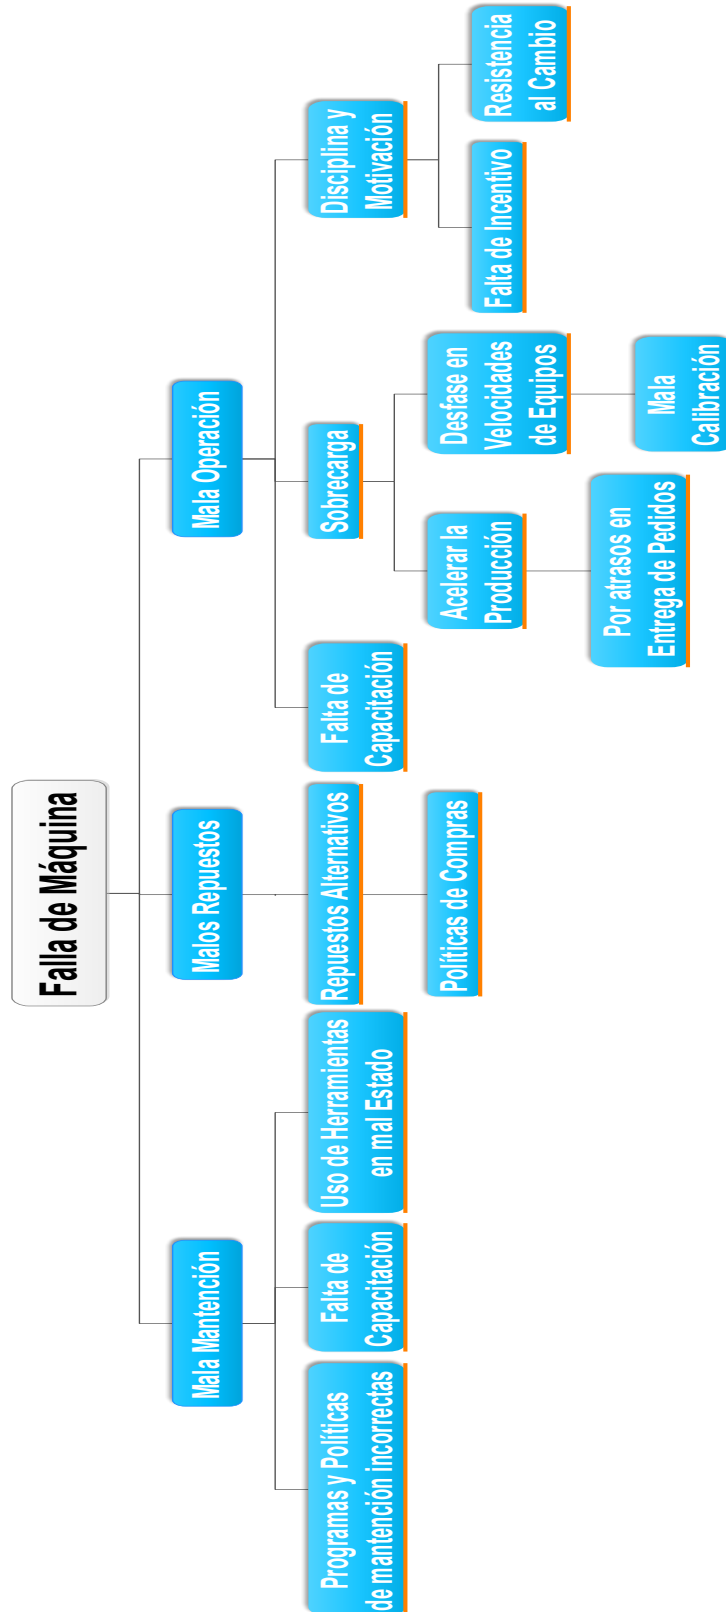 Falla de Máquina
Mala Mantención
Malos Repuestos
Mala Operación
Programas y Políticas
de mantención incorrectas
Falta de
Capacitación
Uso de Herramientas
en mal Estado
Repuestos Alternativos
Falta de
Capacitación
Sobrecarga
Disciplina y
Motivación
Políticas de Compras
Acelerar la
Producción
Desfase en
Velocidades
de Equipos
Falta de Incentivo
Resistencia
al Cambio
Por atrasos en
Entrega de Pedidos
Mala
Calibración